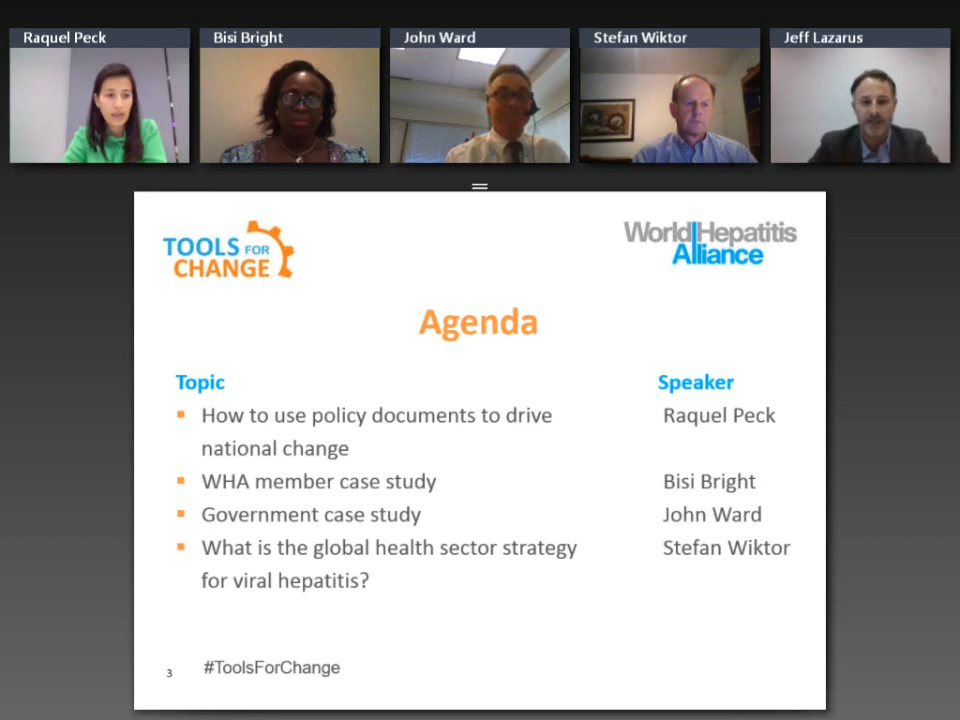 Raquel Peck
Bisi Bright
John Ward
Stefan Wiktor
Jeff Lazarus
TOOLS FOR
CHANGE
World Hepatitis
Alliance
Agenda
Topic Speaker
How to use policy documents to drive Raquel Peck
national change
WHA member case study Bisi Bright
Government case study John Ward
What is the global health sector strategy Stefan Wiktor
for viral hepatitis?
3 #ToolsForChange